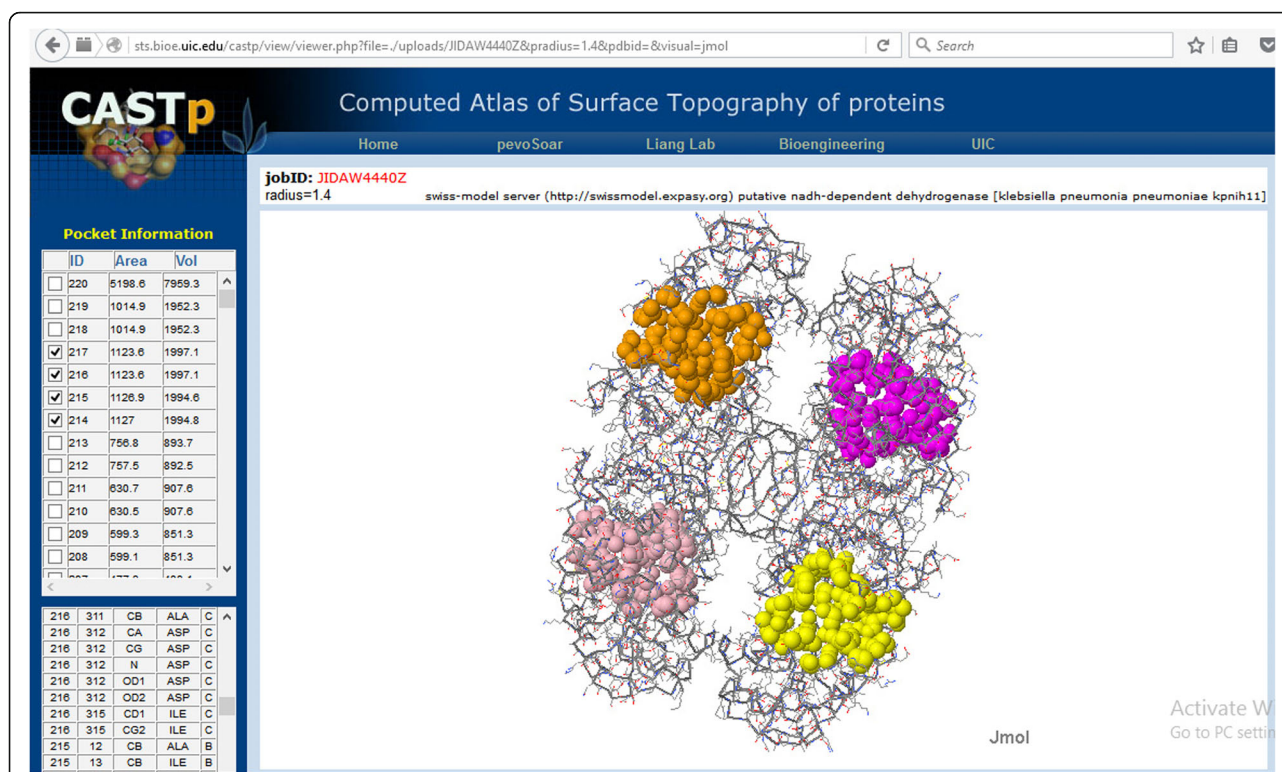 sts.bioe.uic.edu/castp/view/viewer.php?file=./uploads/JIDAW4440Z&pradius=1.4&pdbid=&visual=jmol
Search
CASTp
Computed Atlas of Surface Topography of proteins
Home pevoSoar Liang Lab Bioengineering UIC
jobID: JIDAW4440Z
radius=1.4 swiss-model server (http://swissmodel.expasy.org) putative nadh-dependent dehydrogenase [klebsiella pneumonia pneumoniae kpnih11]
Pocket Information
ID Area Vol
220 5198.6 7959.3
219 1014.9 1952.3
218 1014.9 1952.3
217 1123.6 1997.1
216 1123.6 1997.1
215 1126.9 1994.6
214 1127 1994.8
213 756.8 893.7
212 757.5 892.5
211 630.7 907.6
210 630.5 907.6
209 599.3 851.3
208 599.1 851.3
216 311 CB ALA C
216 312 CA ASP C
216 312 CG ASP C
216 312 N ASP C
216 312 OD1 ASP C
216 312 OD2 ASP C
216 315 CD1 ILE C
216 315 CG2 ILE C
215 12 CB ALA B
215 13 CB ILE B
Jmol
Activate W
Go to PC settin